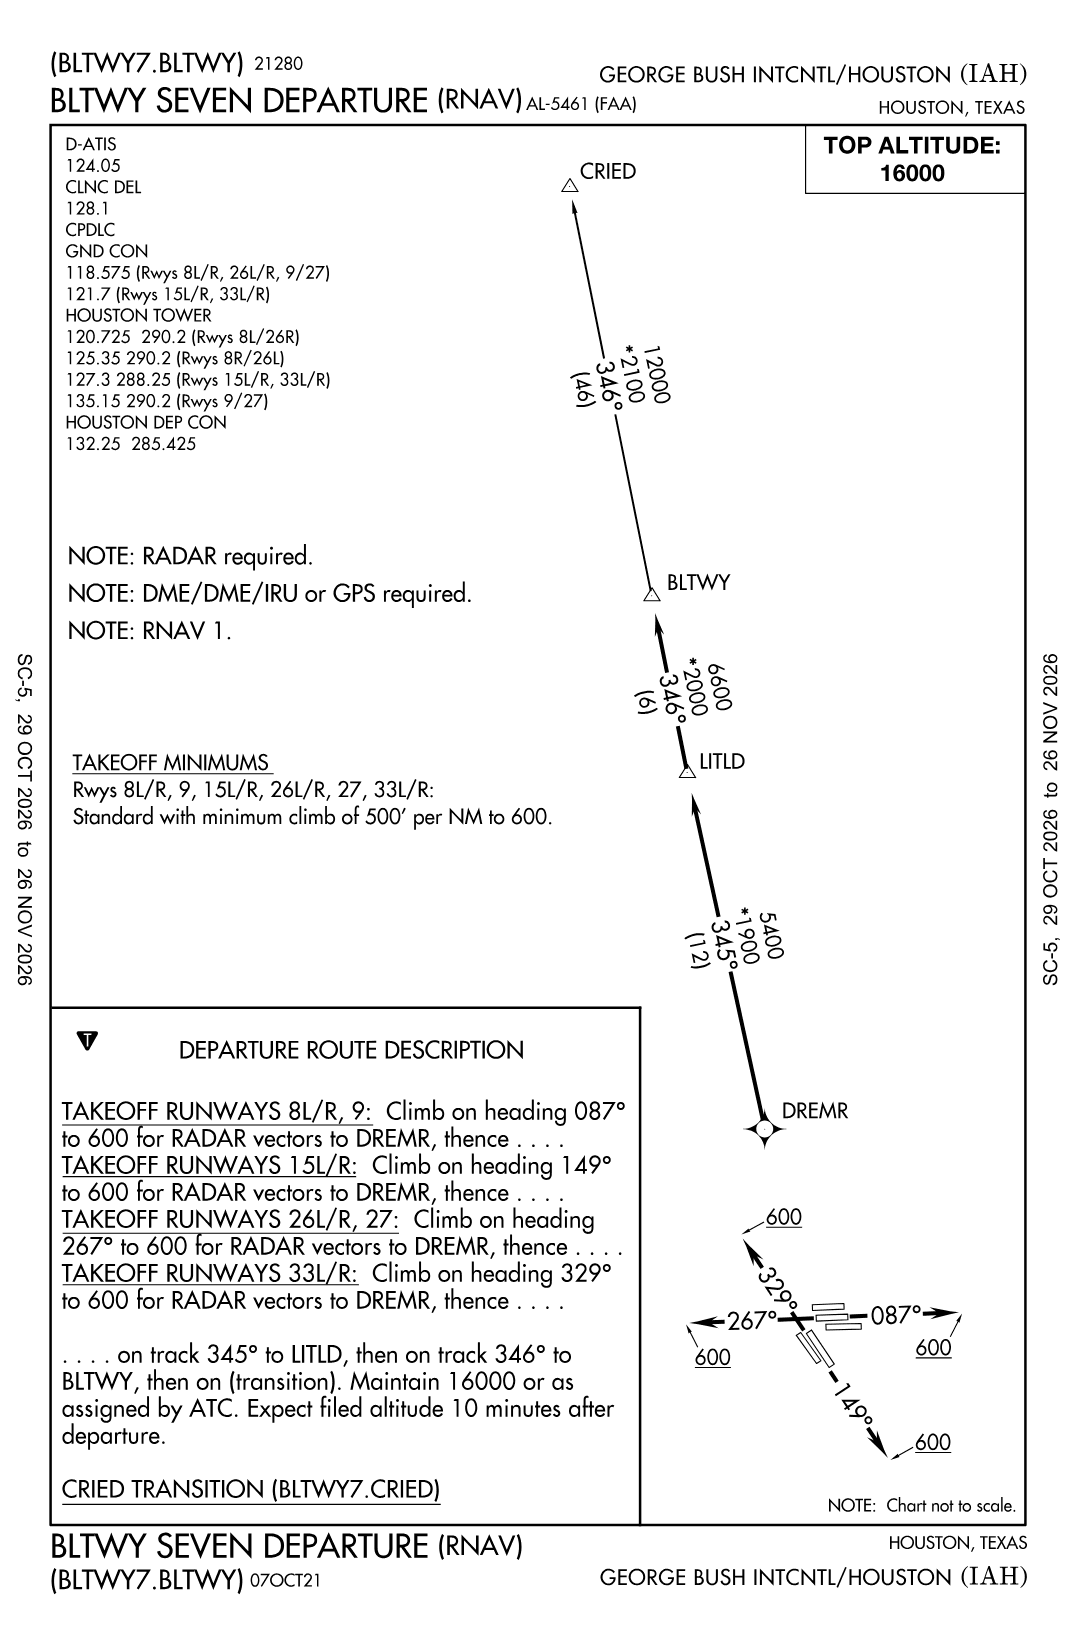 (BLTWY7.BLTWY) 21280
BLTWY SEVEN DEPARTURE (RNAV) AL-5461 (FAA)
GEORGE BUSH INTCNTL/HOUSTON (IAH)
HOUSTON, TEXAS
TOP ALTITUDE:
16000
D-ATIS
124.05
CLNC DEL
128.1
CPDLC
GND CON
118.575 (Rwys 8L/R, 26L/R, 9/27)
121.7 (Rwys 15L/R, 33L/R)
HOUSTON TOWER
120.725 290.2 (Rwys 8L/26R)
125.35 290.2 (Rwys 8R/26L)
127.3 288.25 (Rwys 15L/R, 33L/R)
135.15 290.2 (Rwys 9/27)
HOUSTON DEP CON
132.25 285.425
NOTE: RADAR required.
NOTE: DME/DME/IRU or GPS required.
NOTE: RNAV 1.
TAKEOFF MINIMUMS
Rwys 8L/R, 9, 15L/R, 26L/R, 27, 33L/R:
Standard with minimum climb of 500' per NM to 600.
CRIED
12000
*2100
346°
(46)
BLTWY
6600
*2000
346°
(6)
LITLD
5400
*1900
345°
(12)
DREMR
600
329°
267°
087°
600
600
149°
600
NOTE: Chart not to scale.
T
DEPARTURE ROUTE DESCRIPTION
TAKEOFF RUNWAYS 8L/R, 9: Climb on heading 087°
to 600 for RADAR vectors to DREMR, thence . . . .
TAKEOFF RUNWAYS 15L/R: Climb on heading 149°
to 600 for RADAR vectors to DREMR, thence . . . .
TAKEOFF RUNWAYS 26L/R, 27: Climb on heading
267° to 600 for RADAR vectors to DREMR, thence . . . .
TAKEOFF RUNWAYS 33L/R: Climb on heading 329°
to 600 for RADAR vectors to DREMR, thence . . . .
. . . . on track 345° to LITLD, then on track 346° to
BLTWY, then on (transition). Maintain 16000 or as
assigned by ATC. Expect filed altitude 10 minutes after
departure.
CRIED TRANSITION (BLTWY7.CRIED)
SC-5, 29 OCT 2026 to 26 NOV 2026
SC-5, 29 OCT 2026 to 26 NOV 2026
BLTWY SEVEN DEPARTURE (RNAV)
(BLTWY7.BLTWY) 07OCT21
HOUSTON, TEXAS
GEORGE BUSH INTCNTL/HOUSTON (IAH)